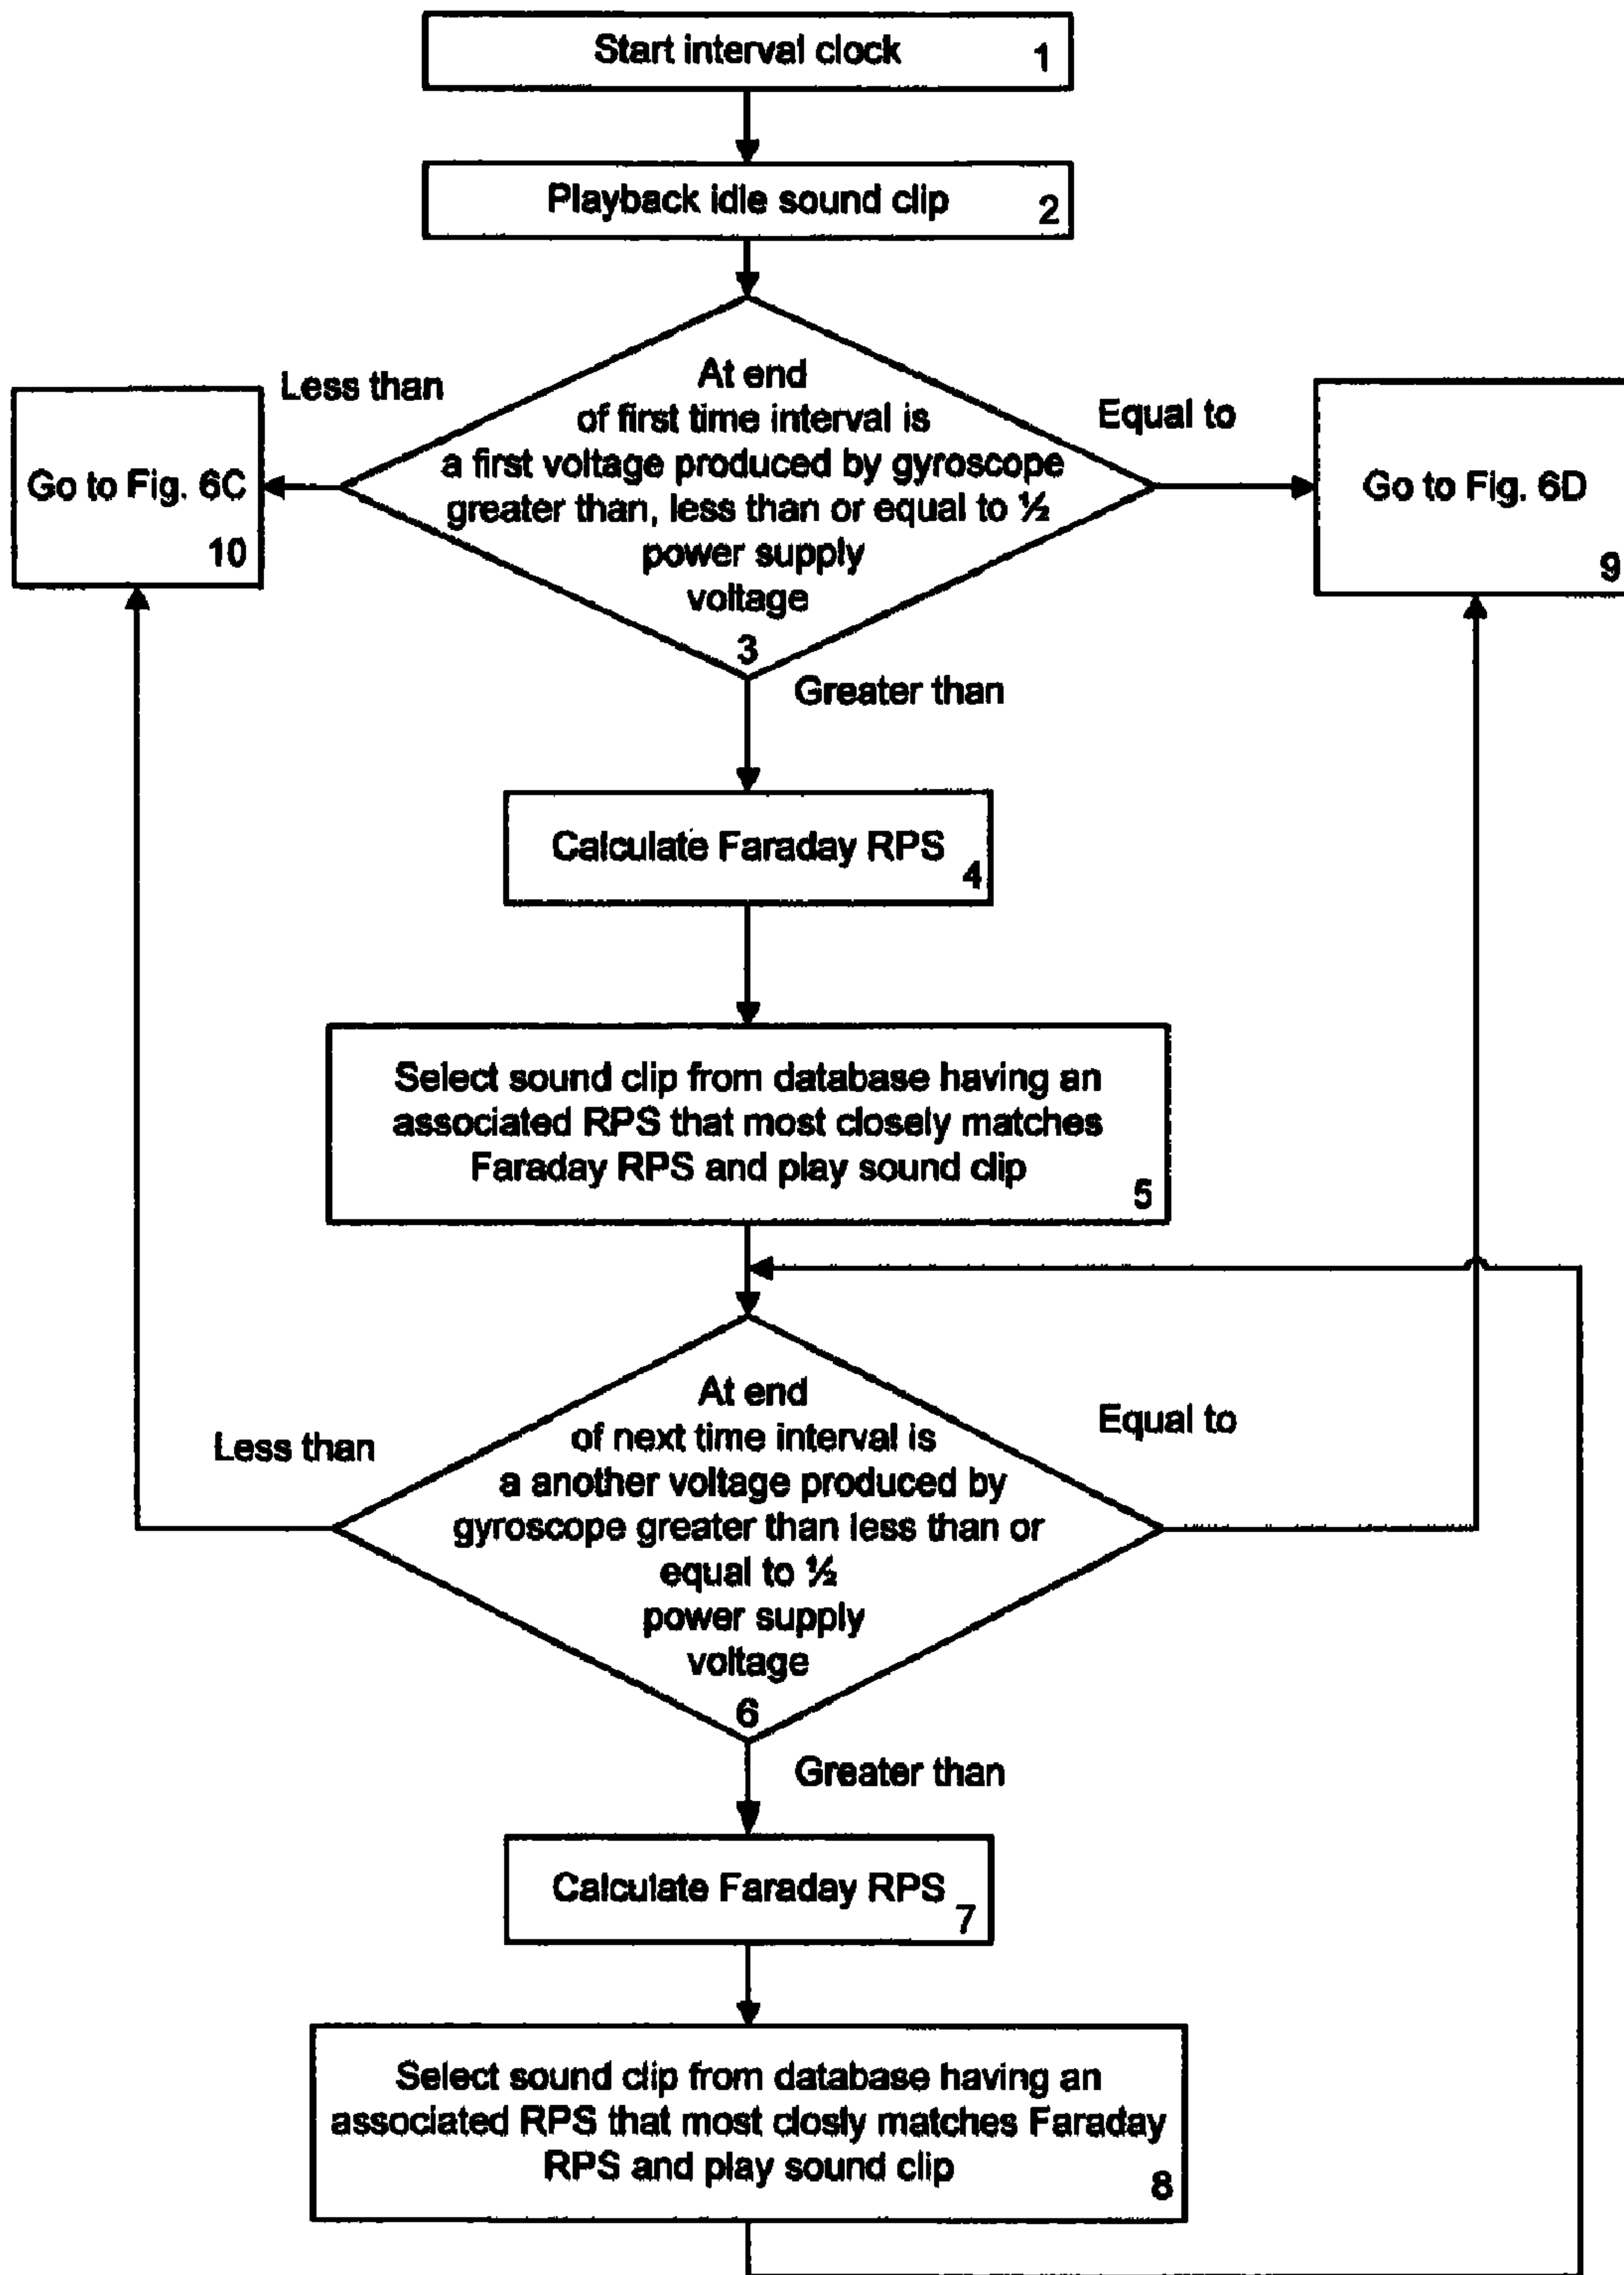 Start interval clock
1
Playback idle sound clip
2
At end
of first time interval is
a first voltage produced by gyroscope
greater than, less than or equal to ½
power supply
voltage
3
Less than
Equal to
Go to Fig. 6C
10
Go to Fig. 6D
9
Greater than
Calculate Faraday RPS
4
Select sound clip from database having an
associated RPS that most closely matches
Faraday RPS and play sound clip
5
At end
of next time interval is
a another voltage produced by
gyroscope greater than less than or
equal to ½
power supply
voltage
6
Less than
Equal to
Greater than
Calculate Faraday RPS
7
Select sound clip from database having an
associated RPS that most closly matches Faraday
RPS and play sound clip
8